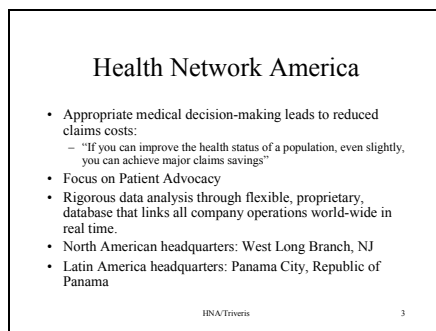 Health Network America
• Appropriate medical decision-making leads to reduced
claims costs:
– “If you can improve the health status of a population, even slightly,
you can achieve major claims savings”
• Focus on Patient Advocacy
• Rigorous data analysis through flexible, proprietary,
database that links all company operations world-wide in
real time.
• North American headquarters: West Long Branch, NJ
• Latin America headquarters: Panama City, Republic of
Panama
HNA/Triveris
3